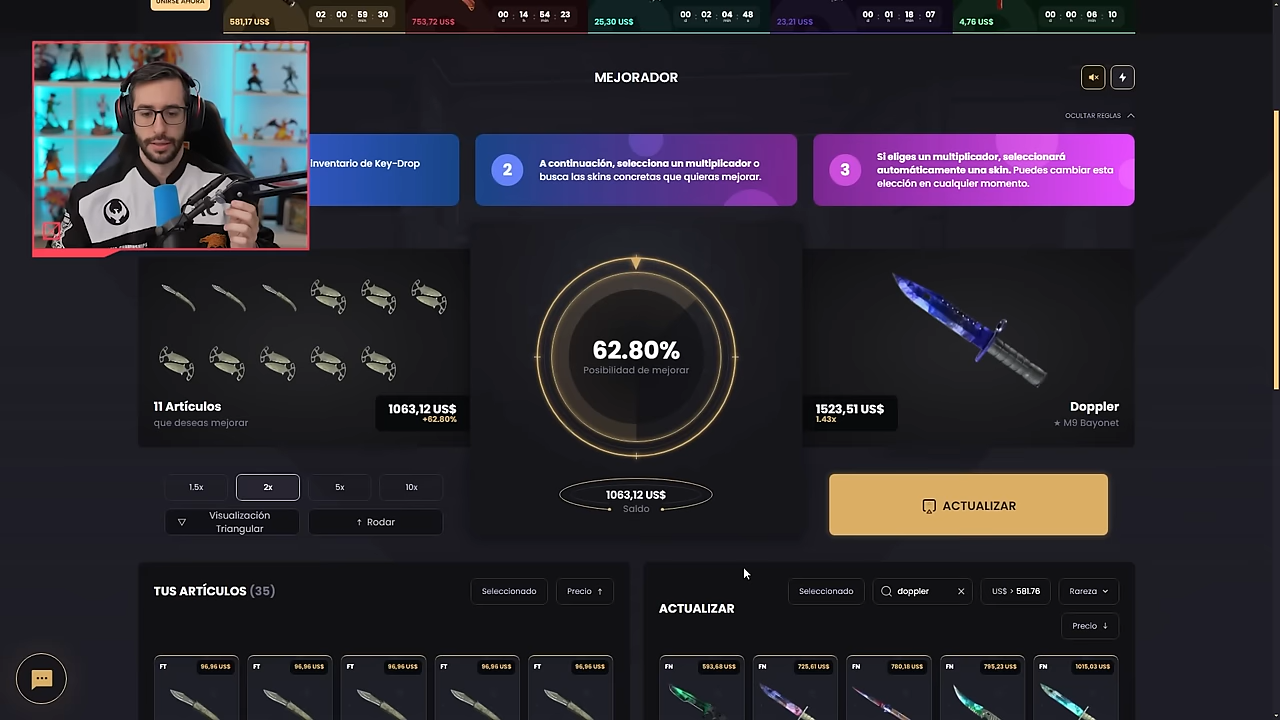 UNIRSE AHORA
581,17 US$
02 : 00 : 59 : 30
753,72 US$
00 : 14 : 54 : 23
25,30 US$
00 : 02 : 04 : 48
23,21 US$
00 : 01 : 18 : 07
4,76 US$
00 : 00 : 06 : 10
MEJORADOR
OCULTAR REGLAS
inventario de Key-Drop
2
A continuación, selecciona un multiplicador o
busca las skins concretas que quieras mejorar.
3
Si eliges un multiplicador, seleccionará
automáticamente una skin. Puedes cambiar esta
elección en cualquier momento.
62.80%
Posibilidad de mejorar
11 Artículos
que deseas mejorar
1063,12 US$
+62.80%
1523,51 US$
1.43x
Doppler
★ M9 Bayonet
1.5x
2x
5x
10x
Visualización
Triangular
↑ Rodar
1063,12 US$
Saldo
ACTUALIZAR
TUS ARTÍCULOS (35)
Seleccionado
Precio ↑
ACTUALIZAR
Seleccionado
doppler
US$ > 581.76
Rareza
Precio ↓
FT 96,96 US$
FT 96,96 US$
FT 96,96 US$
FT 96,96 US$
FT 96,96 US$
FN 593,68 US$
FN 725,61 US$
FN 780,18 US$
FN 795,23 US$
FN 1015,03 US$